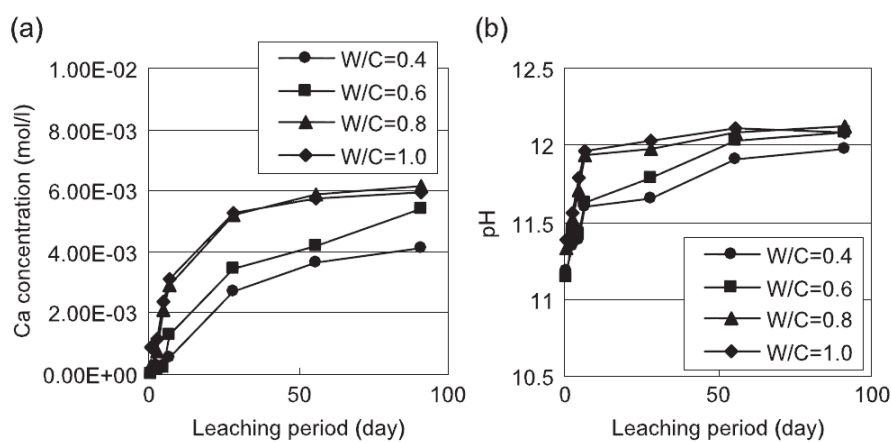 (a)
Ca concentration (mol/l)
1.00E-02
8.00E-03
6.00E-03
4.00E-03
2.00E-03
0.00E+00
W/C=0.4
W/C=0.6
W/C=0.8
W/C=1.0
0 50 100
Leaching period (day)
(b)
pH
12.5
12
11.5
11
10.5
W/C=0.4
W/C=0.6
W/C=0.8
W/C=1.0
0 50 100
Leaching period (day)